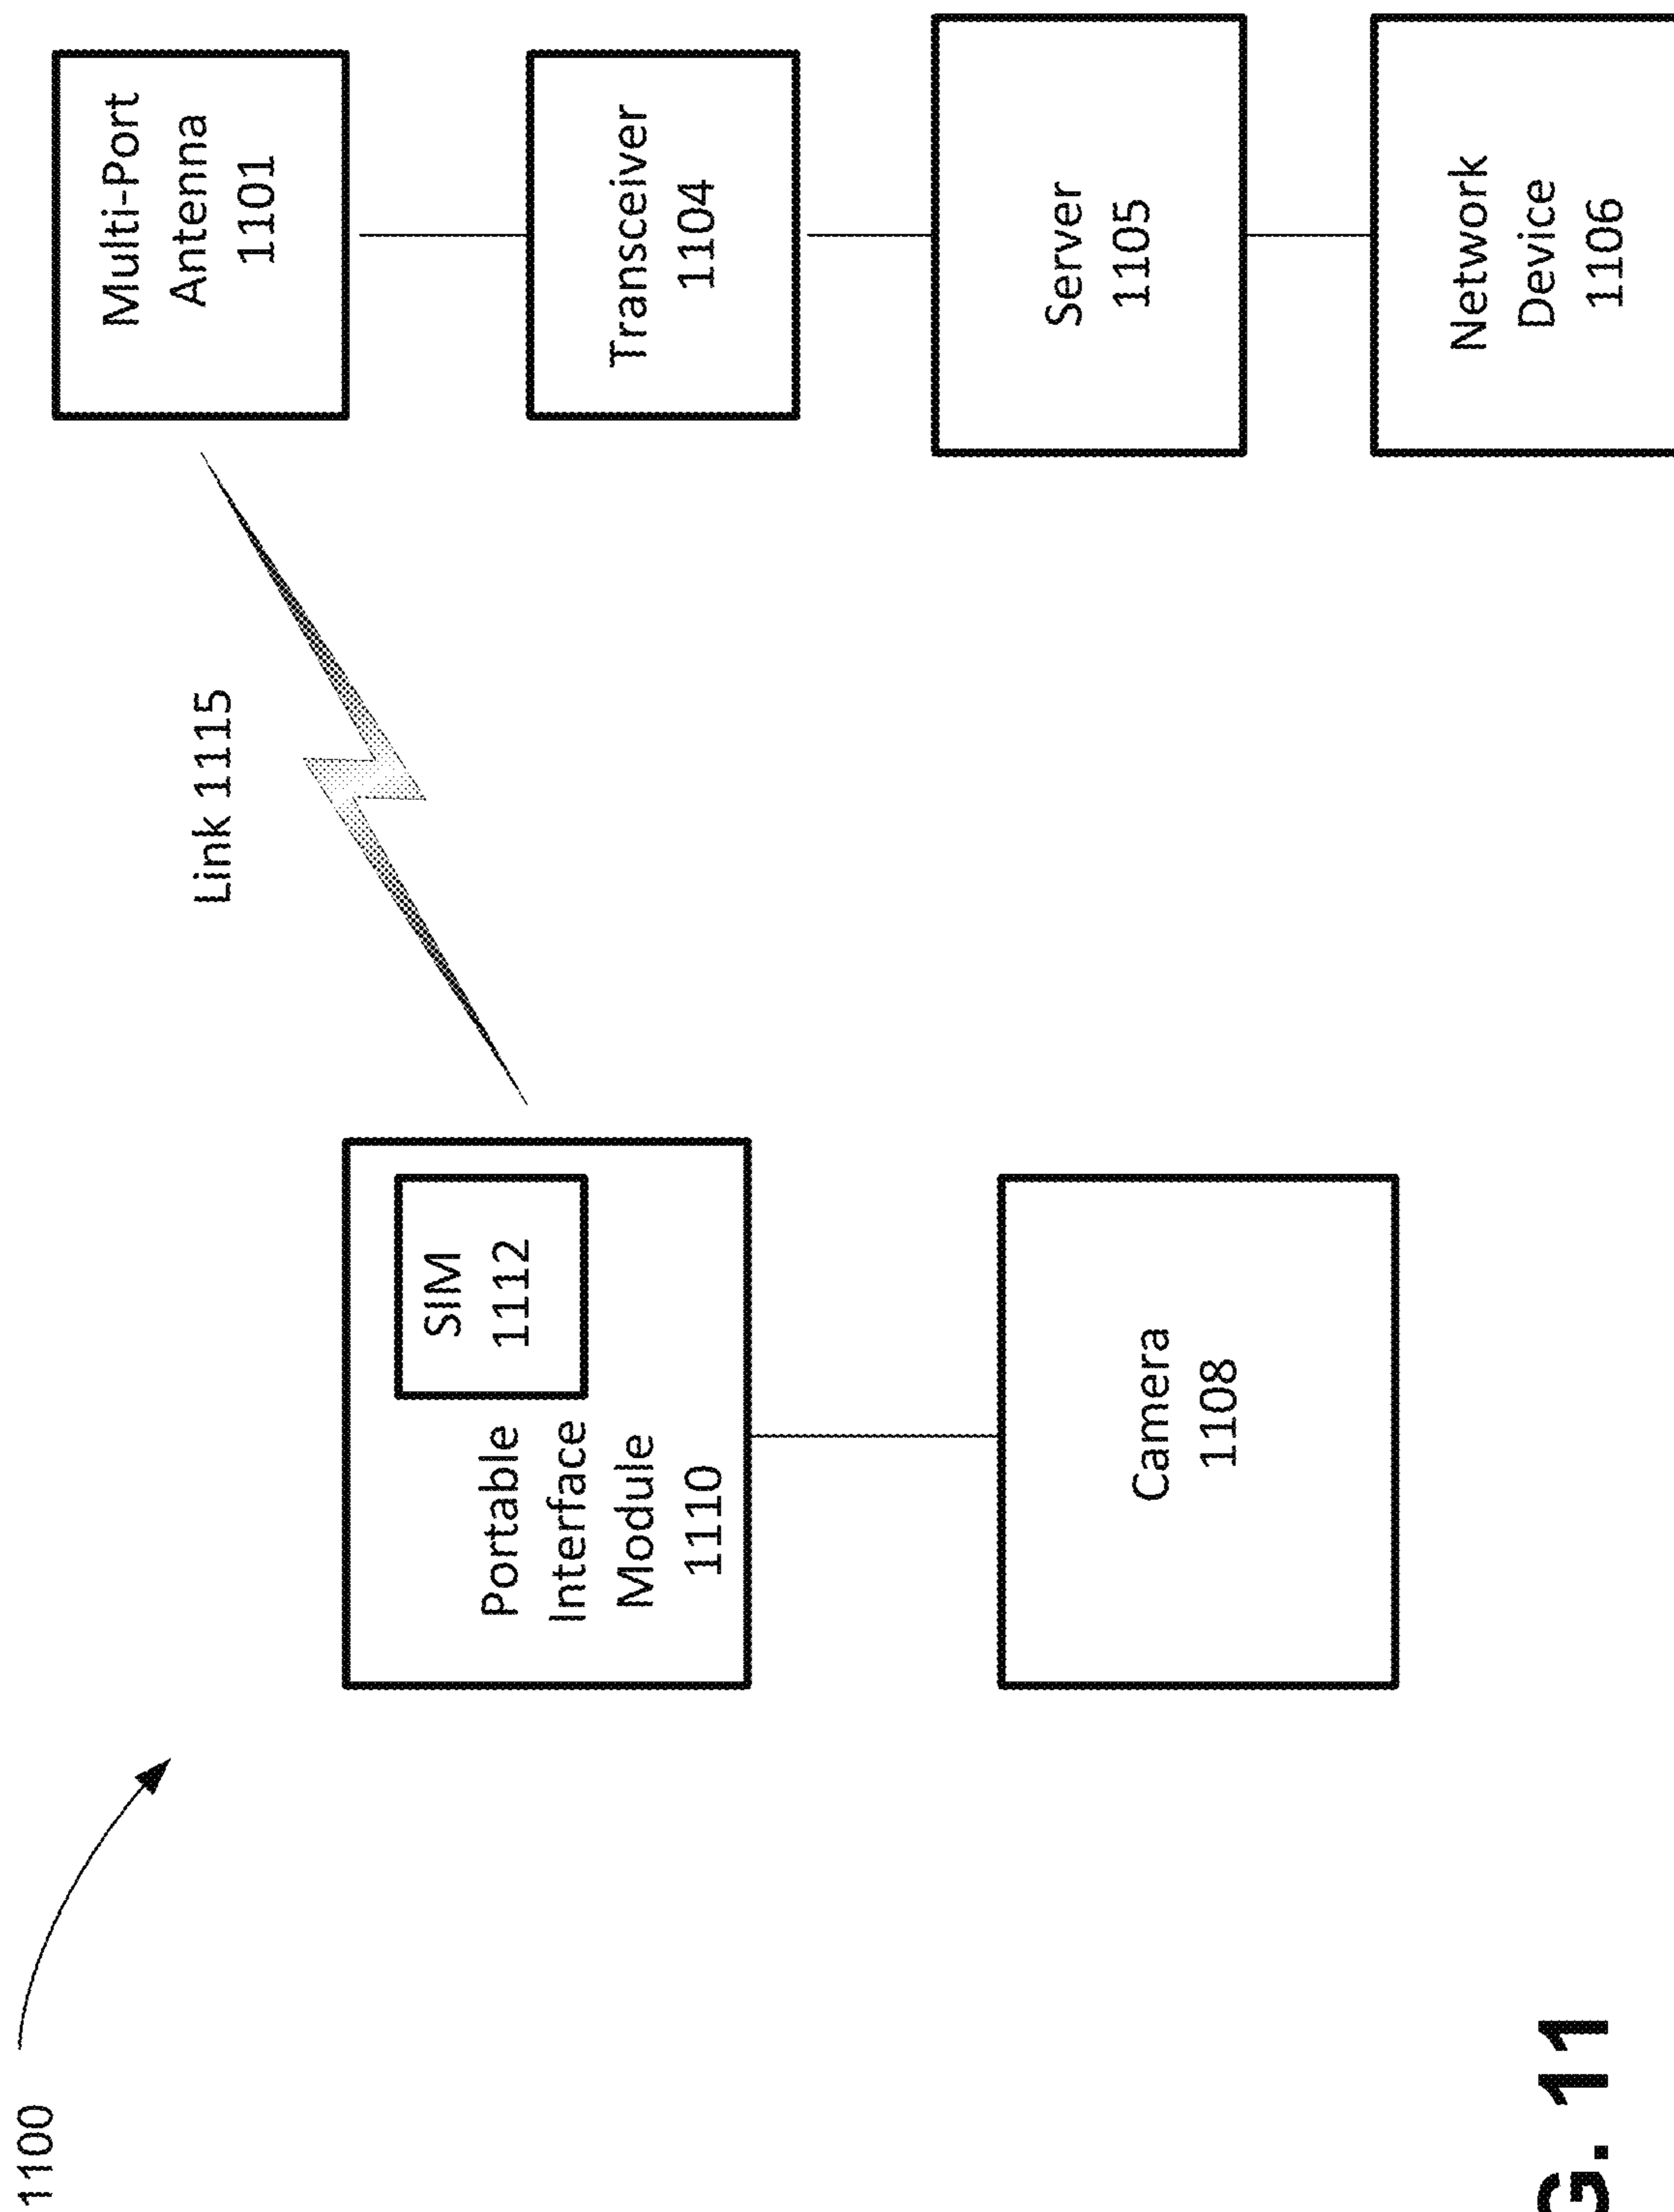 1100
Multi-Port
Antenna
1101
Link 1115
SIM
1112
Portable
Interface
Module
1110
Transceiver
1104
Camera
1108
Server
1105
Network
Device
1106
G. 11